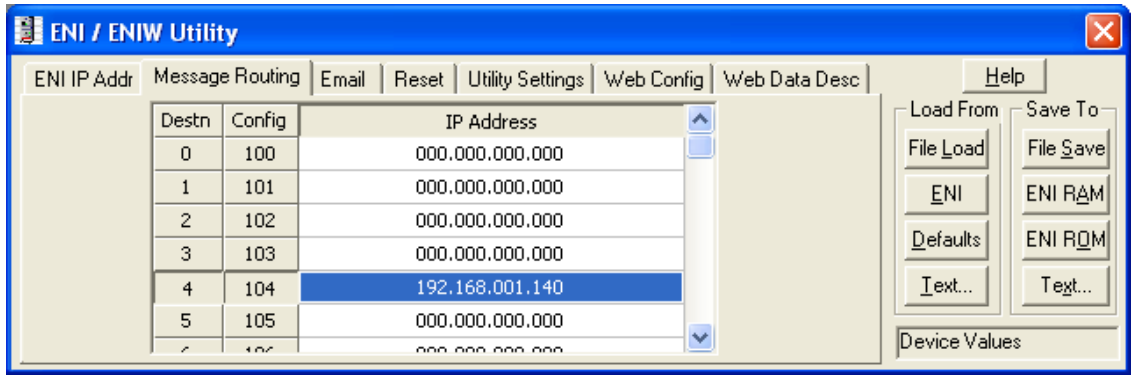 ENI / ENIW Utility
ENI IP Addr Message Routing Email Reset Utility Settings Web Config Web Data Desc Help
Destn Config IP Address
0 100 000.000.000.000
1 101 000.000.000.000
2 102 000.000.000.000
3 103 000.000.000.000
4 104 192.168.001.140
5 105 000.000.000.000
Load From
File Load
ENI
Defaults
Text...
Save To
File Save
ENI RAM
ENI ROM
Text...
Device Values